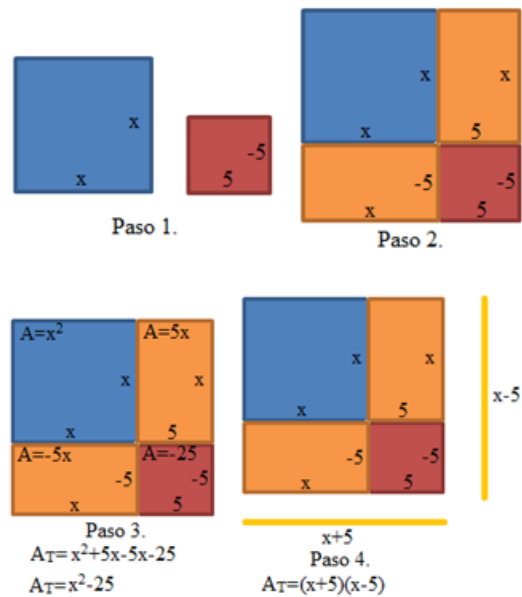 x
x
-5
5
Paso 1.
x
x
x
5
-5
-5
x
5
Paso 2.
A=x²
A=5x
x
x
x
5
A=-5x
A=-25
-5
-5
x
5
Paso 3.
AT=x²+5x-5x-25
AT=x²-25
x
x
x
5
-5
-5
x
5
x-5
x+5
Paso 4.
AT=(x+5)(x-5)